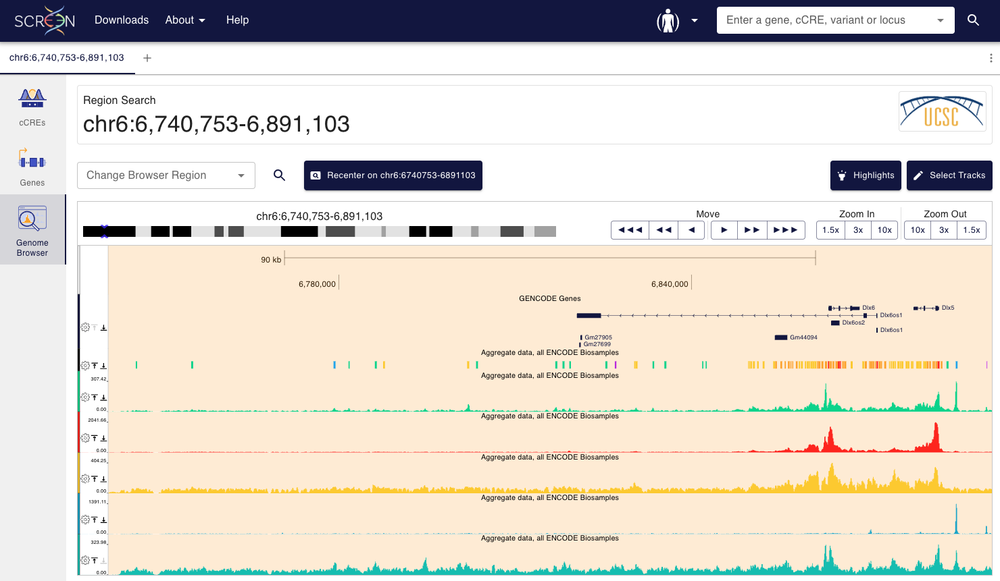 SCREEN
Downloads
About
Help
Enter a gene, cCRE, variant or locus
chr6:6,740,753-6,891,103
+
cCREs
Genes
Genome
Browser
Region Search
chr6:6,740,753-6,891,103
UCSC
Change Browser Region
Recenter on chr6:6740753-6891103
Highlights
Select Tracks
chr6:6,740,753-6,891,103
Move
Zoom In
1.5x
3x
10x
Zoom Out
10x
3x
1.5x
90 kb
6,780,000
6,840,000
GENCODE Genes
Dlx6
Dlx5
Dlx6os1
Dlx6os2
Dlx6os1
Gm27905
Gm44094
Gm27699
Aggregate data, all ENCODE Biosamples
Aggregate data, all ENCODE Biosamples
307.42
0.00
Aggregate data, all ENCODE Biosamples
2041.66
0.00
Aggregate data, all ENCODE Biosamples
404.25
0.00
Aggregate data, all ENCODE Biosamples
1391.11
0.00
Aggregate data, all ENCODE Biosamples
323.98
0.00